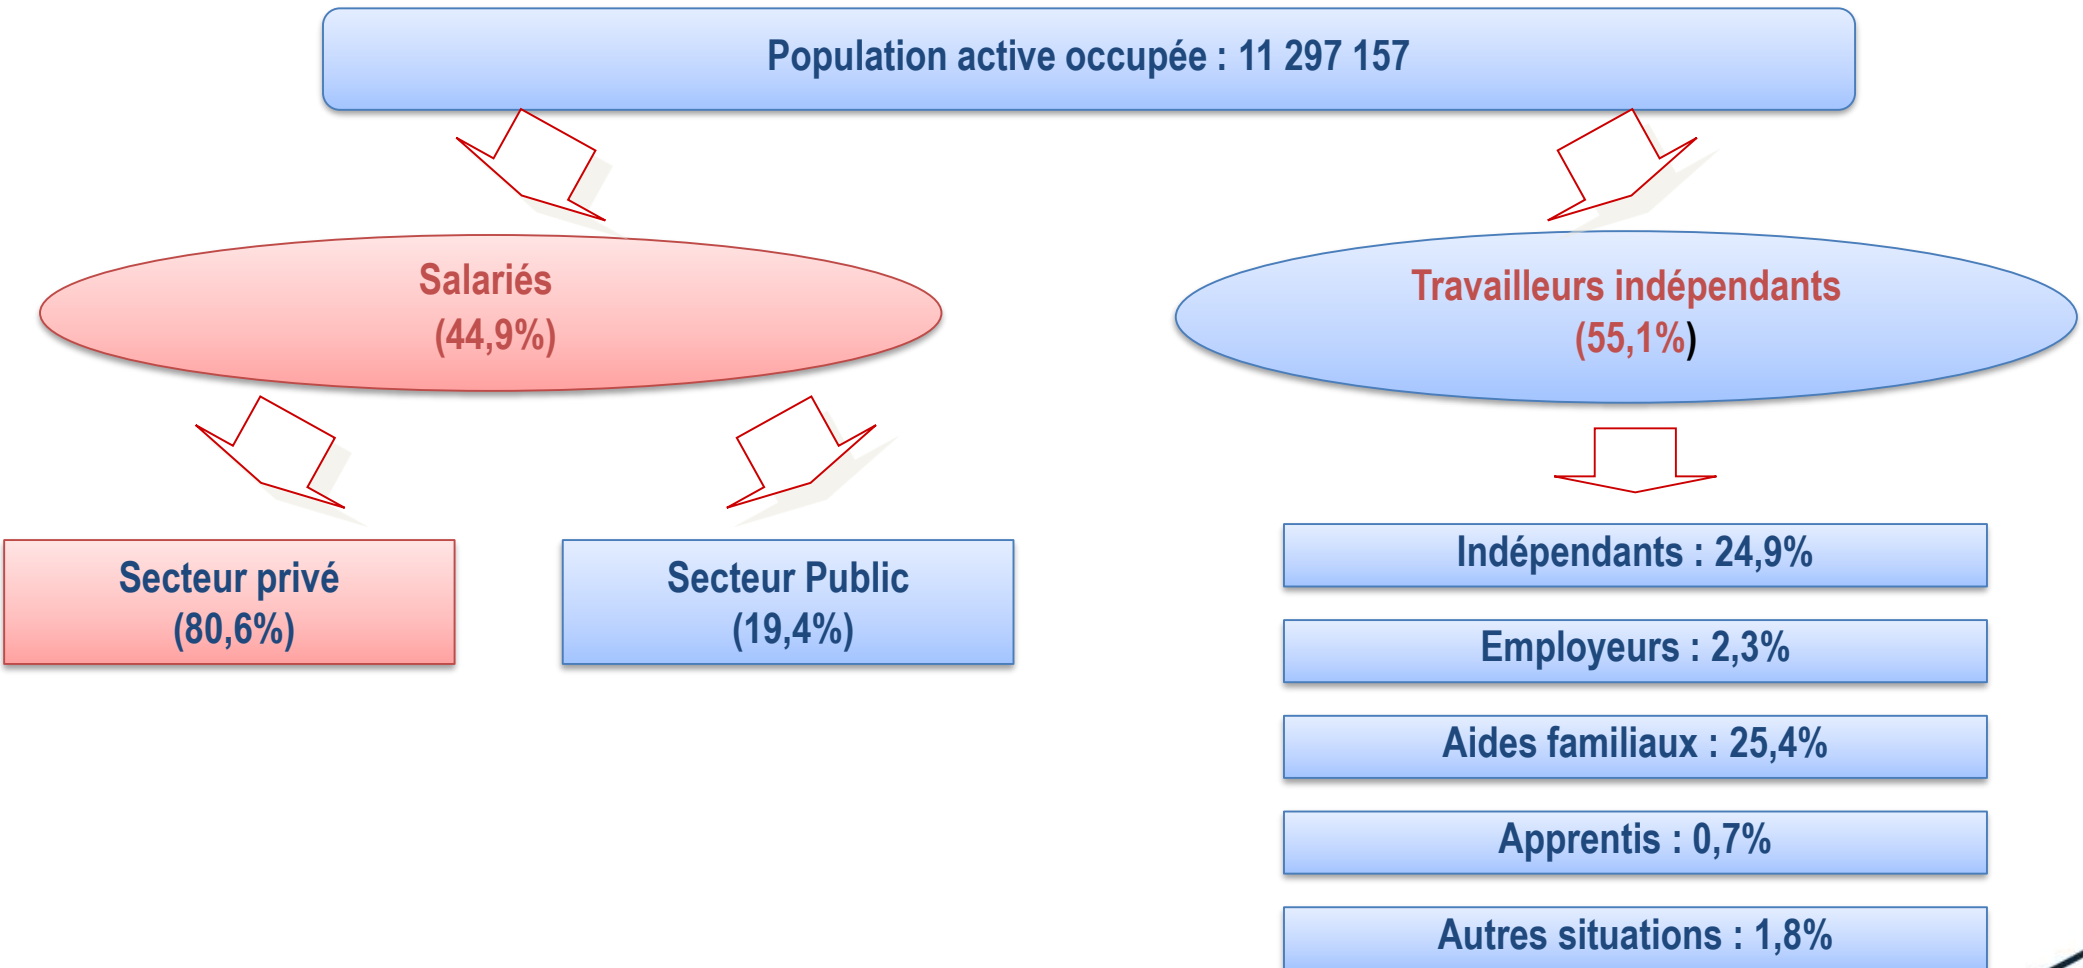 Population active occupée : 11 297 157
Salariés
(44,9%)
Travailleurs indépendants
(55,1%)
Secteur privé
(80,6%)
Secteur Public
(19,4%)
Indépendants : 24,9%
Employeurs : 2,3%
Aides familiaux : 25,4%
Apprentis : 0,7%
Autres situations : 1,8%